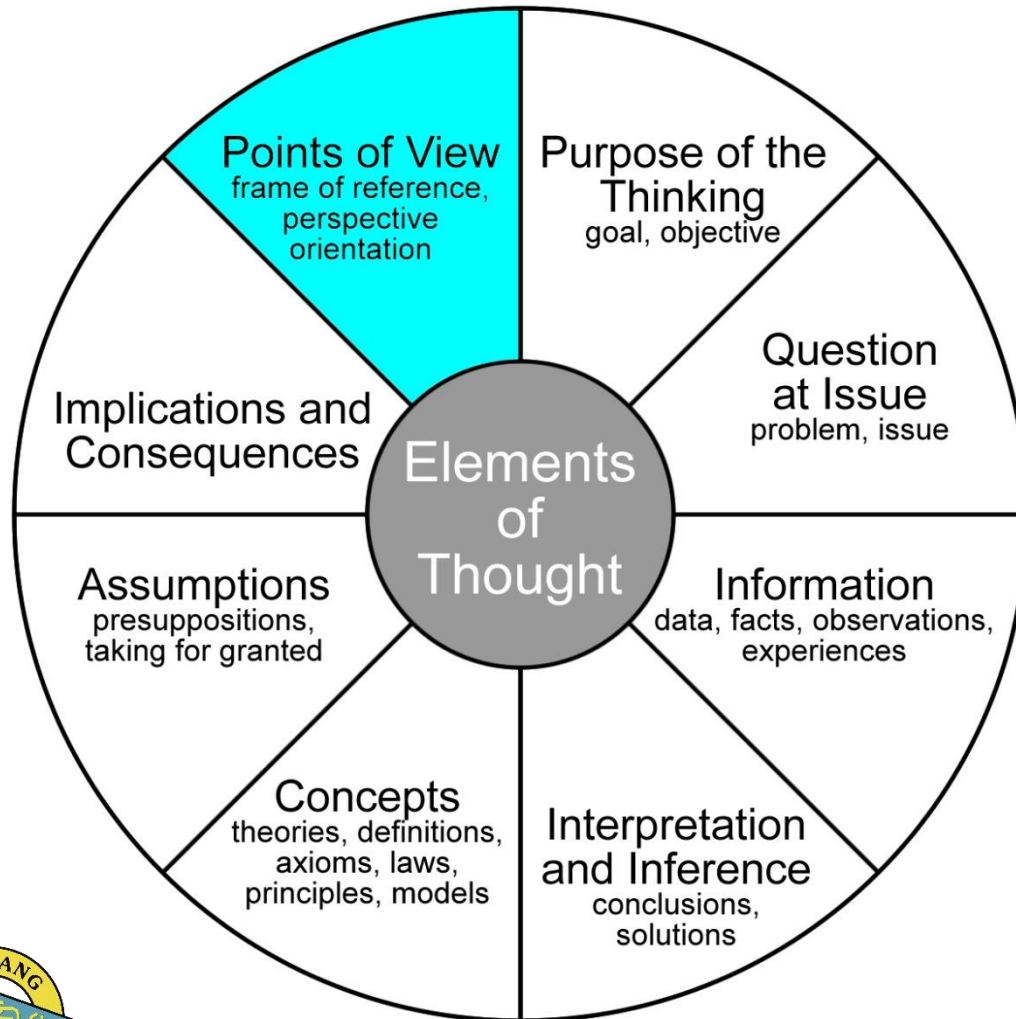 Points of View
frame of reference,
perspective
orientation
Purpose of the
Thinking
goal, objective
Question
at Issue
problem, issue
Information
data, facts, observations,
experiences
Interpretation
and Inference
conclusions,
solutions
Concepts
theories, definitions,
axioms, laws,
principles, models
Assumptions
presuppositions,
taking for granted
Implications and
Consequences
Elements
of
Thought